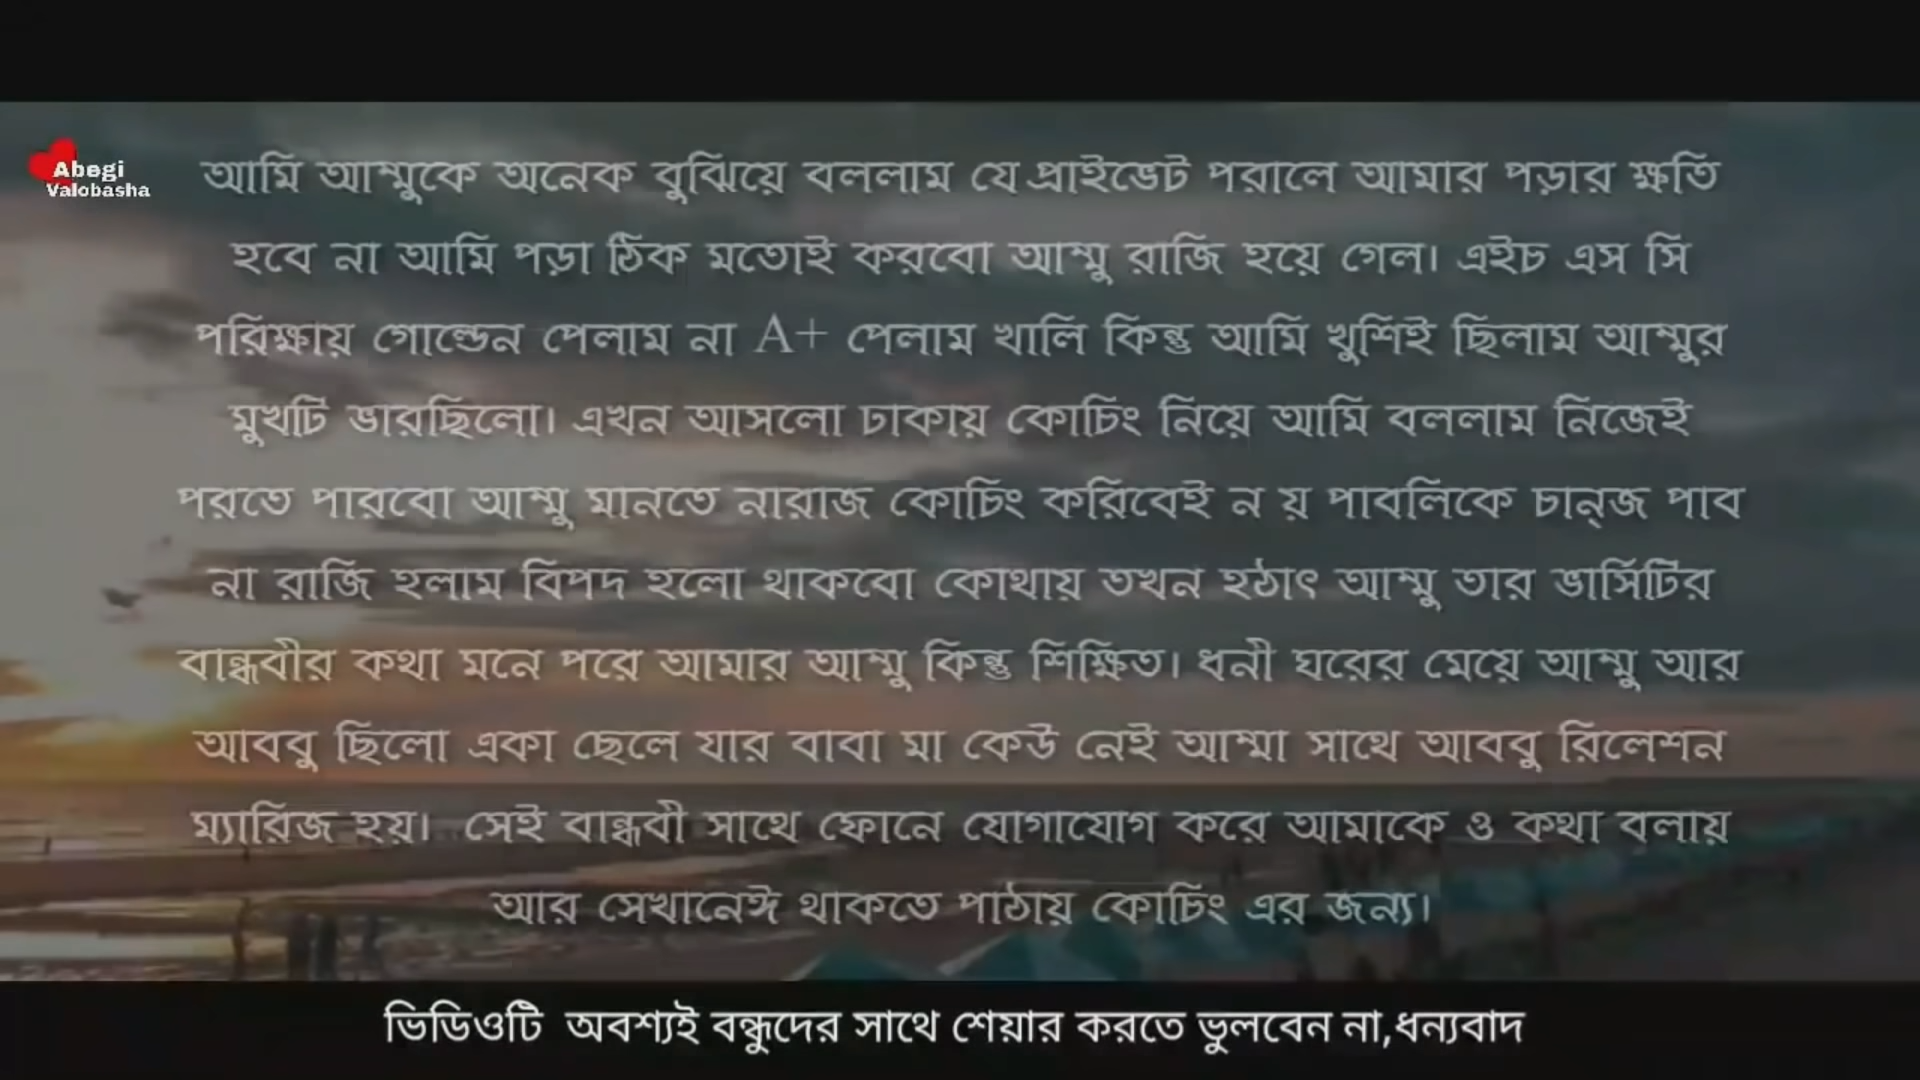 Abegi
Valobasha
আমি আম্মুকে অনেক বুঝিয়ে বললাম যে প্রাইভেট পরালে আমার পড়ার ক্ষতি
হবে না আমি পড়া ঠিক মতোই করবো আম্মু রাজি হয়ে গেল। এইচ এস সি
পরিক্ষায় গোল্ডেন পেলাম না A+ পেলাম খালি কিন্তু আমি খুশিই ছিলাম আম্মুর
মুখটি ভারছিলো। এখন আসলো ঢাকায় কোচিং নিয়ে আমি বললাম নিজেই
পরতে পারবো আম্মু মানতে নারাজ কোচিং করিবেই ন য় পাবলিকে চান্জ পাব
না রাজি হলাম বিপদ হলো থাকবো কোথায় তখন হঠাৎ আম্মু তার ভার্সিটির
বান্ধবীর কথা মনে পরে আমার আম্মু কিন্তু শিক্ষিত। ধনী ঘরের মেয়ে আম্মু আর
আববু ছিলো একা ছেলে যার বাবা মা কেউ নেই আম্মা সাথে আববু রিলেশন
ম্যারিজ হয়। সেই বান্ধবী সাথে ফোনে যোগাযোগ করে আমাকে ও কথা বলায়
আর সেখানেঈ থাকতে পাঠায় কোচিং এর জন্য।
ভিডিওটি অবশ্যই বন্ধুদের সাথে শেয়ার করতে ভুলবেন না,ধন্যবাদ